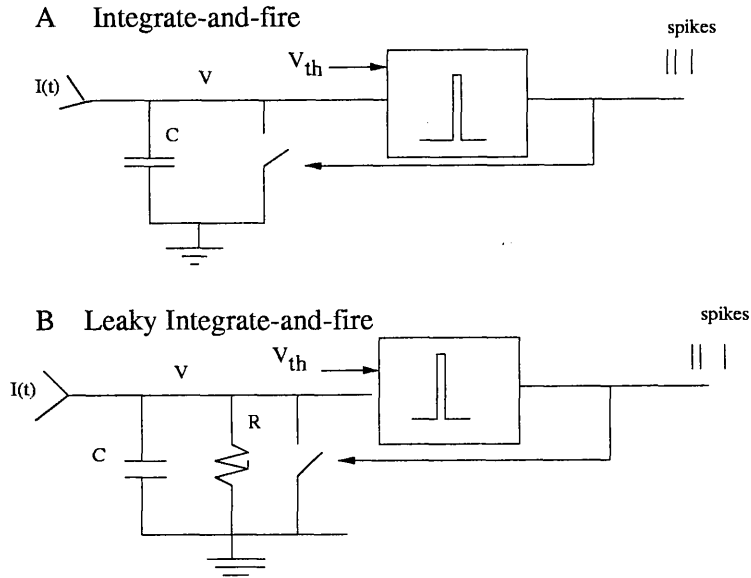 A Integrate-and-fire
spikes
I(t)
V
V_th
C
B Leaky Integrate-and-fire
spikes
I(t)
V
V_th
C
R